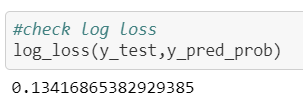 #check log loss
log_loss(y_test,y_pred_prob)
0.13416865382929385